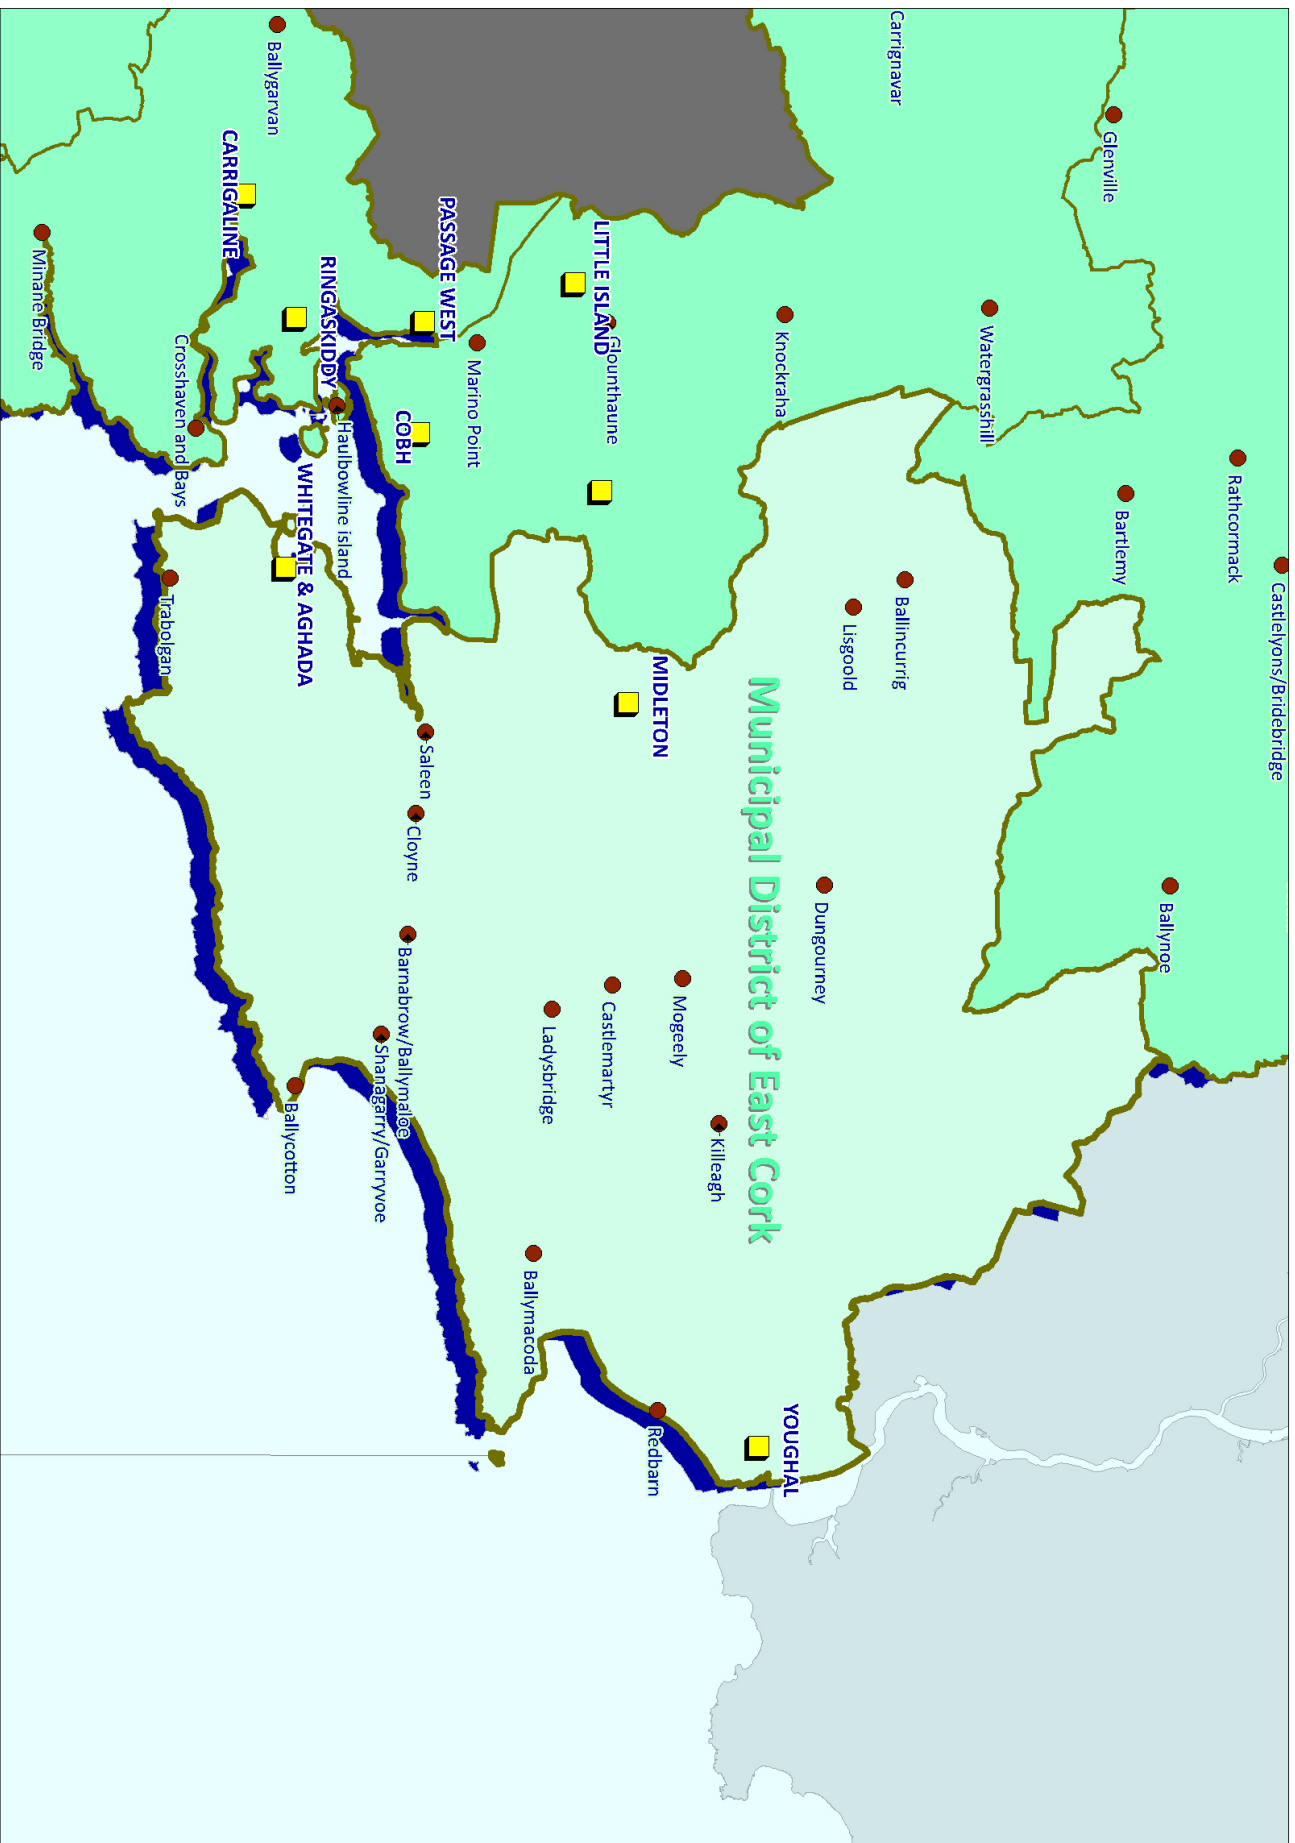 Castlelyons/Bridebridge
Rathcormack
Ballynoe
Bartlemy
Glenville
Watergrasshill
Carrignavar
Ballincurrig
Lisgoold
Dungourney
Knockraha
YOUGHAL
Municipal District of East Cork
Killeagh
Mogeely
MIDLETON
Redbarn
LITTLE ISLAND
Glounthaune
Castlemartyr
Ladysbridge
Ballymacoda
Marino Point
PASSAGE WEST
Saleen
Cloyne
COBH
Barnabrow/Ballymaloe
Shanagarry/Garryvoe
Haulbowline island
RINGASKIDDY
WHITEGATE & AGHADA
Ballycotton
Ballygarvan
CARRIGALINE
Crosshaven and Bays
Trabolgan
Minane Bridge